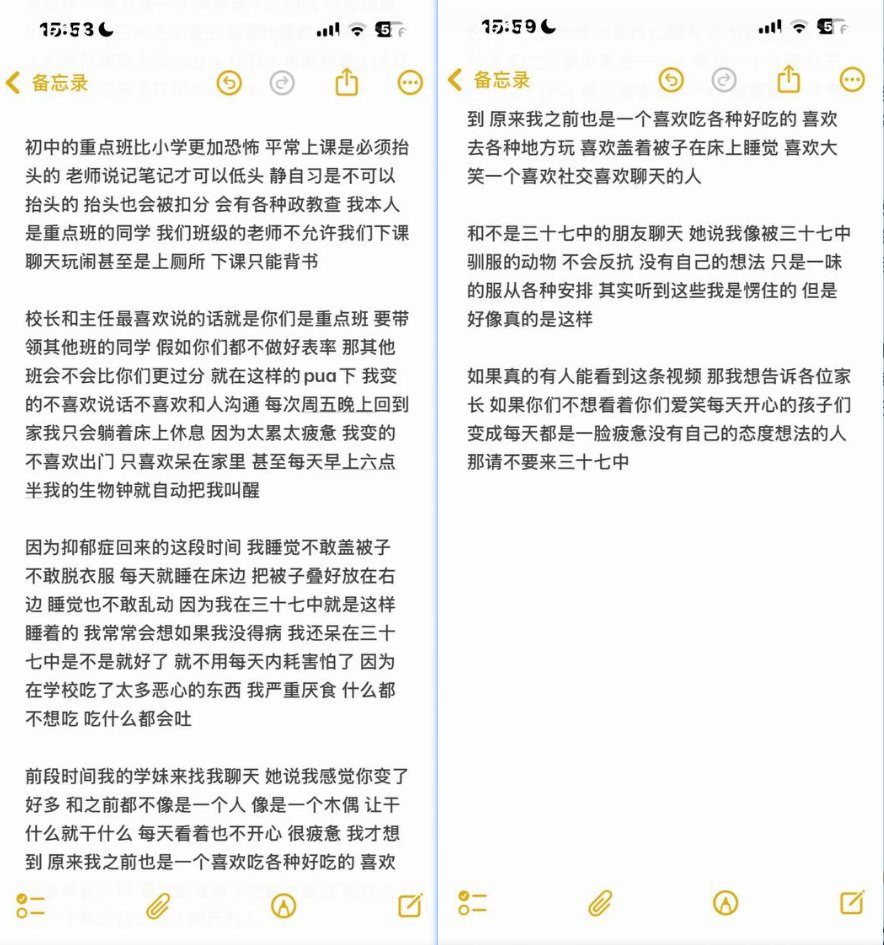 15:53
5
备忘录
初中的重点班比小学更加恐怖 平常上课是必须抬
头的 老师说记笔记才可以低头 静自习是不可以
抬头的 抬头也会被扣分 会有各种政教查 我本人
是重点班的同学 我们班级的老师不允许我们下课
聊天玩闹甚至是上厕所 下课只能背书
校长和主任最喜欢说的话就是你们是重点班 要带
领其他班的同学 假如你们都不做好表率 那其他
班会不会比你们更过分 就在这样的pua下 我变
的不喜欢说话不喜欢和人沟通 每次周五晚上回到
家我只会躺着床上休息 因为太累太疲惫 我变的
不喜欢出门 只喜欢呆在家里 甚至每天早上六点
半我的生物钟就自动把我叫醒
因为抑郁症回来的这段时间 我睡觉不敢盖被子
不敢脱衣服 每天就睡在床边 把被子叠好放在右
边 睡觉也不敢乱动 因为我在三十七中就是这样
睡着的 我常常会想如果我没得病 我还呆在三十
七中是不是就好了 就不用每天内耗害怕了 因为
在学校吃了太多恶心的东西 我严重厌食 什么都
不想吃 吃什么都会吐
前段时间我的学妹来找我聊天 她说我感觉你变了
好多 和之前都不像是一个人 像是一个木偶 让干
什么就干什么 每天看着也不开心 很疲惫 我才想
到 原来我之前也是一个喜欢吃各种好吃的 喜欢
15:59
5
备忘录
到 原来我之前也是一个喜欢吃各种好吃的 喜欢
去各种地方玩 喜欢盖着被子在床上睡觉 喜欢大
笑一个喜欢社交喜欢聊天的人
和不是三十七中的朋友聊天 她说我像被三十七中
驯服的动物 不会反抗 没有自己的想法 只是一味
的服从各种安排 其实听到这些我是愣住的 但是
好像真的是这样
如果真的有人能看到这条视频 那我想告诉各位家
长 如果你们不想看着你们爱笑每天开心的孩子们
变成每天都是一脸疲惫没有自己的态度想法的人
那请不要来三十七中